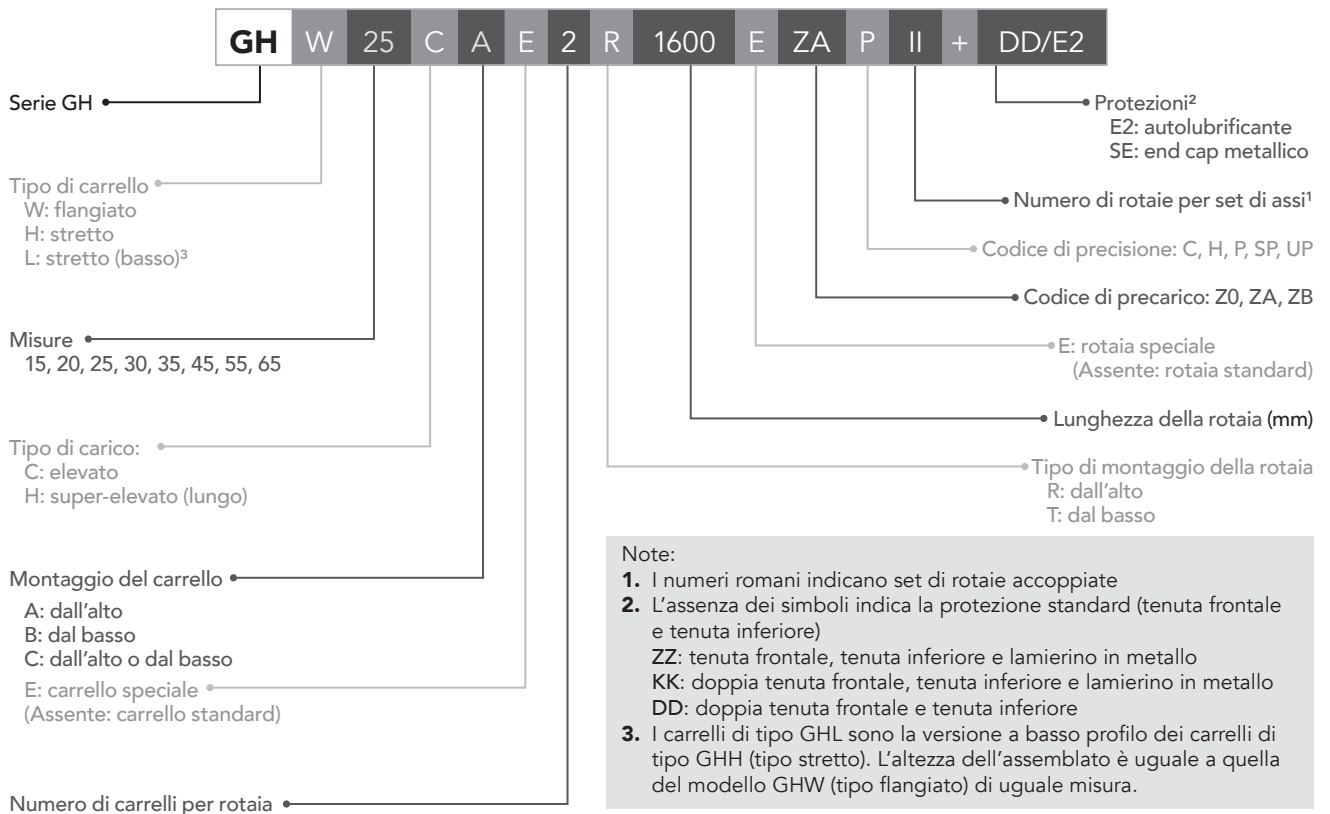 GH W 25 C A E 2 R 1600 E ZA P II + DD/E2
Serie GH
Tipo di carrello
W: flangiato
H: stretto
L: stretto (basso)³
Misure
15, 20, 25, 30, 35, 45, 55, 65
Tipo di carico:
C: elevato
H: super-elevato (lungo)
Montaggio del carrello
A: dall'alto
B: dal basso
C: dall'alto o dal basso
E: carrello speciale
(Assente: carrello standard)
Numero di carrelli per rotaia
Protezioni²
E2: autolubrificante
SE: end cap metallico
Numero di rotaie per set di assi¹
Codice di precisione: C, H, P, SP, UP
Codice di precarico: Z0, ZA, ZB
E: rotaia speciale
(Assente: rotaia standard)
Lunghezza della rotaia (mm)
Tipo di montaggio della rotaia
R: dall'alto
T: dal basso
Note:
1. I numeri romani indicano set di rotaie accoppiate
2. L'assenza dei simboli indica la protezione standard (tenuta frontale
e tenuta inferiore)
ZZ: tenuta frontale, tenuta inferiore e lamierino in metallo
KK: doppia tenuta frontale, tenuta inferiore e lamierino in metallo
DD: doppia tenuta frontale e tenuta inferiore
3. I carrelli di tipo GHL sono la versione a basso profilo dei carrelli di
tipo GHH (tipo stretto). L'altezza dell'assemblato è uguale a quella
del modello GHW (tipo flangiato) di uguale misura.